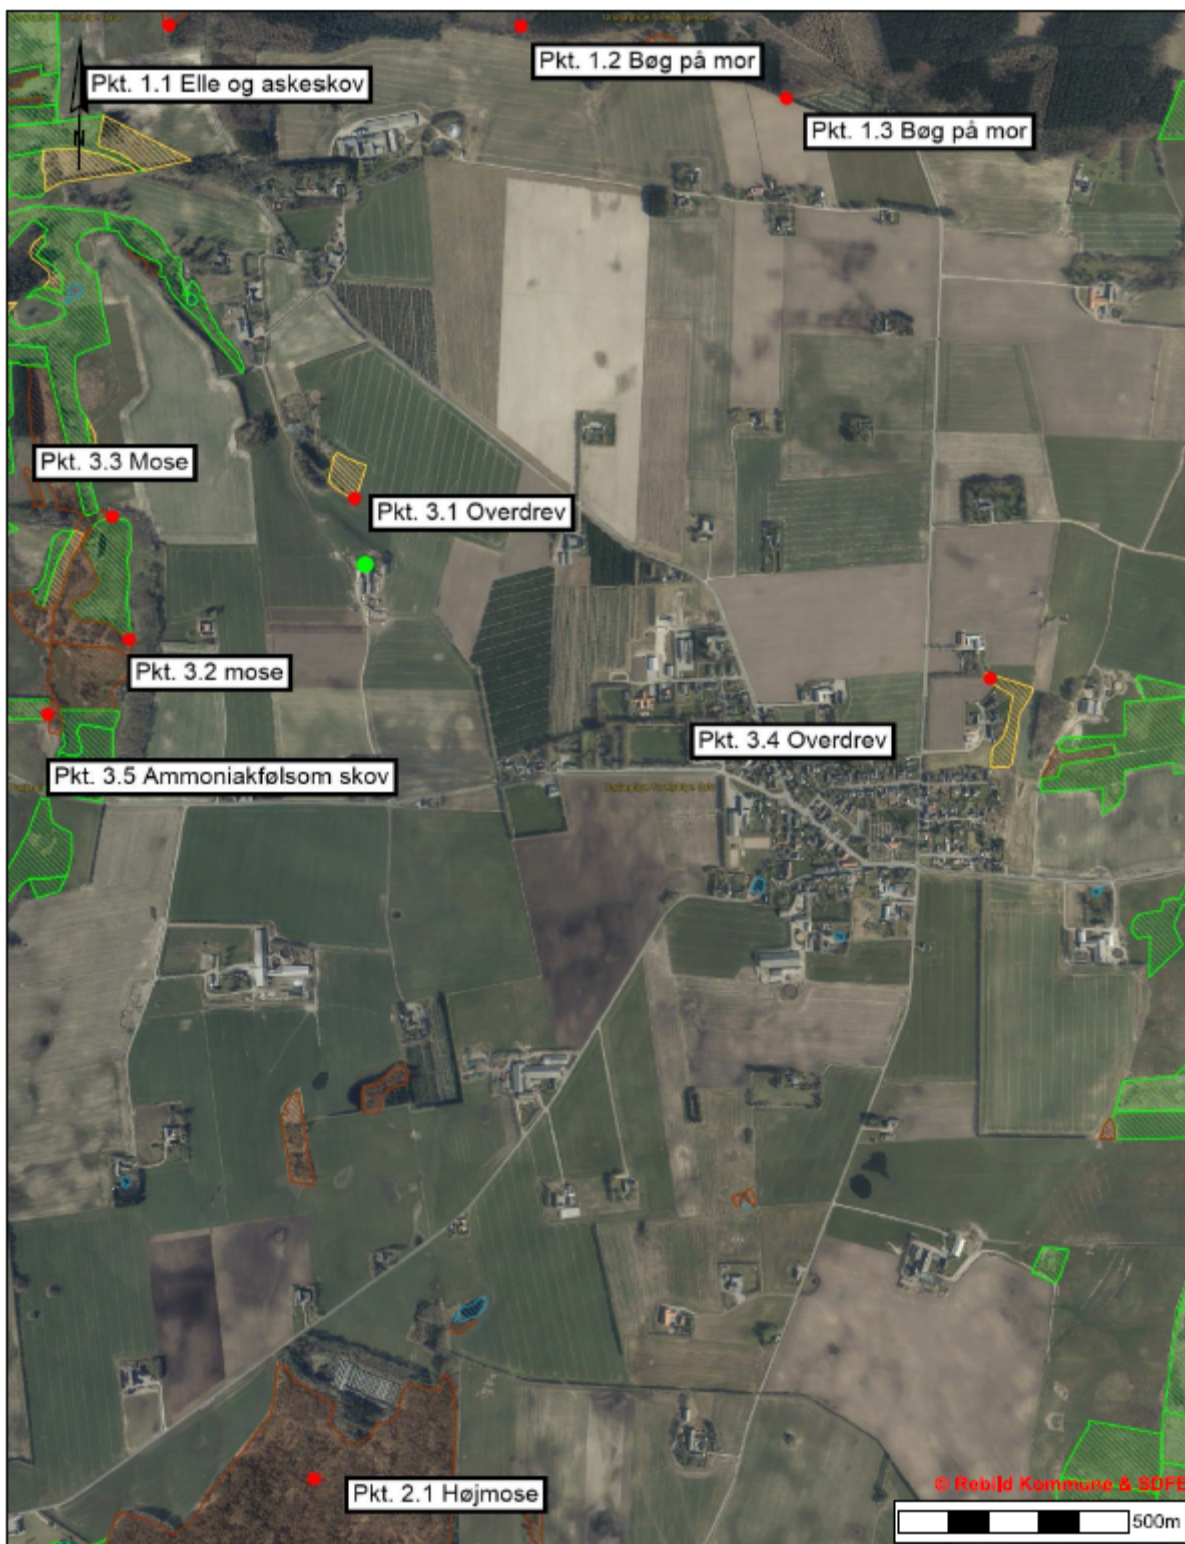 Pkt. 1.2 Bøg på mor
Pkt. 1.1 Elle og askeskov
N
Pkt. 1.3 Bøg på mor
Pkt. 3.3 Mose
Pkt. 3.1 Overdrev
Pkt. 3.2 mose
Pkt. 3.4 Overdrev
Pkt. 3.5 Ammoniakfølsom skov
© Rebild Kommune & SDFE
Pkt. 2.1 Højmose
500m